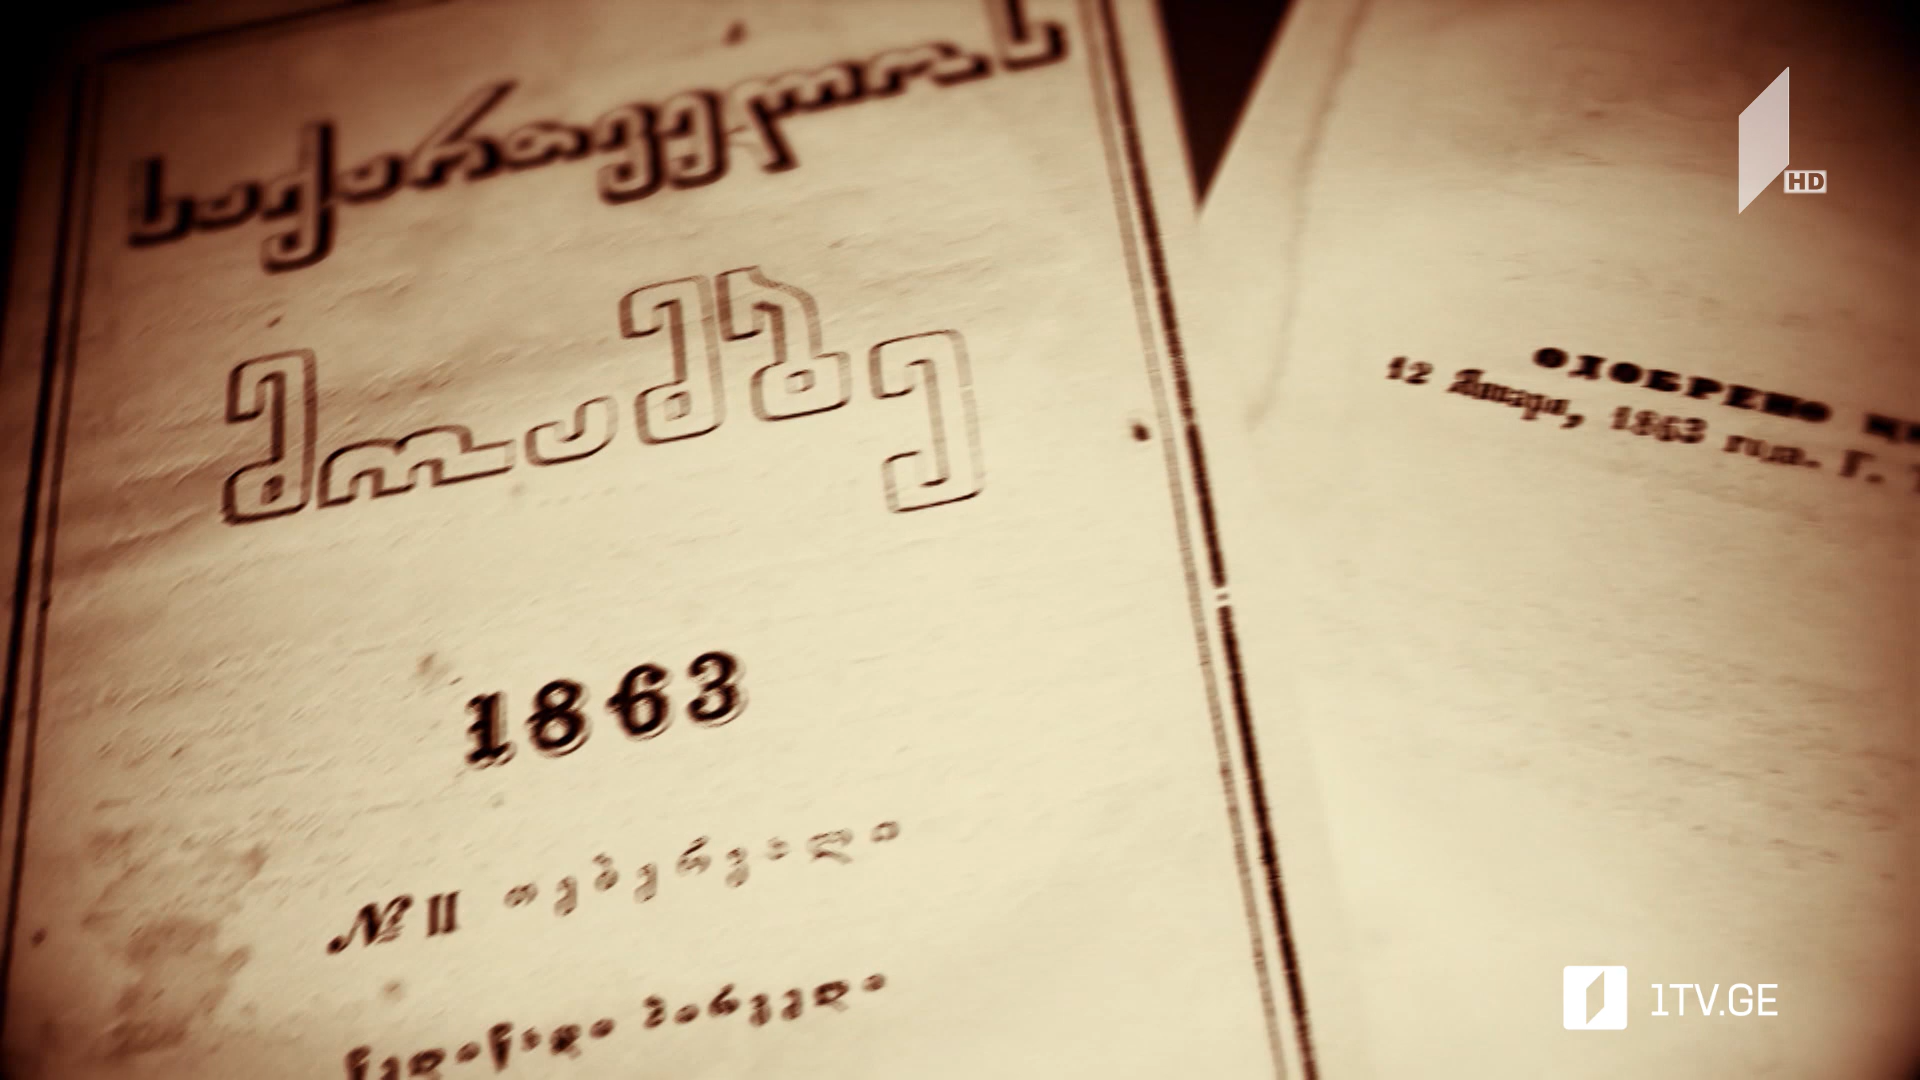 საქართველოს
მოამბე
1863
№ II თებერვალი
წელიწადი პირველი
ОДОБРЕНО
12 Января, 1863 года. Г.
HD
1TV.GE